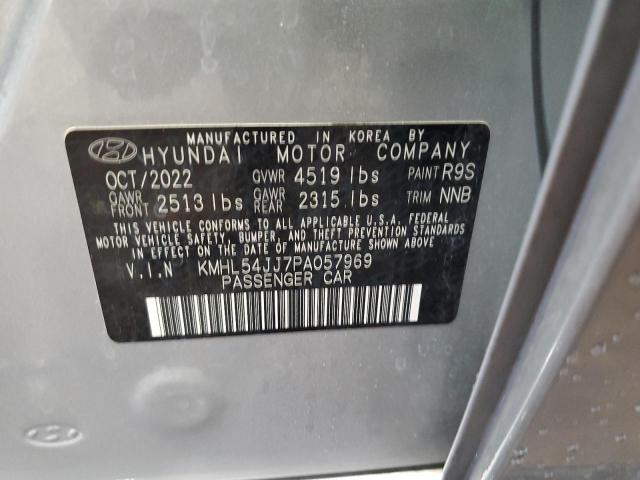 MANUFACTURED IN KOREA BY
HYUNDAI MOTOR COMPANY
OCT/2022 GVWR 4519 lbs PAINT R9S
GAWR FRONT 2513 lbs GAWR REAR 2315 lbs TRIM NNB
THIS VEHICLE CONFORMS TO ALL APPLICABLE U.S.A. FEDERAL
MOTOR VEHICLE SAFETY, BUMPER, AND THEFT PREVENTION STANDARDS
IN EFFECT ON THE DATE OF MANUFACTURE SHOWN ABOVE.
V.I.N KMHL54JJ7PA057969
PASSENGER CAR